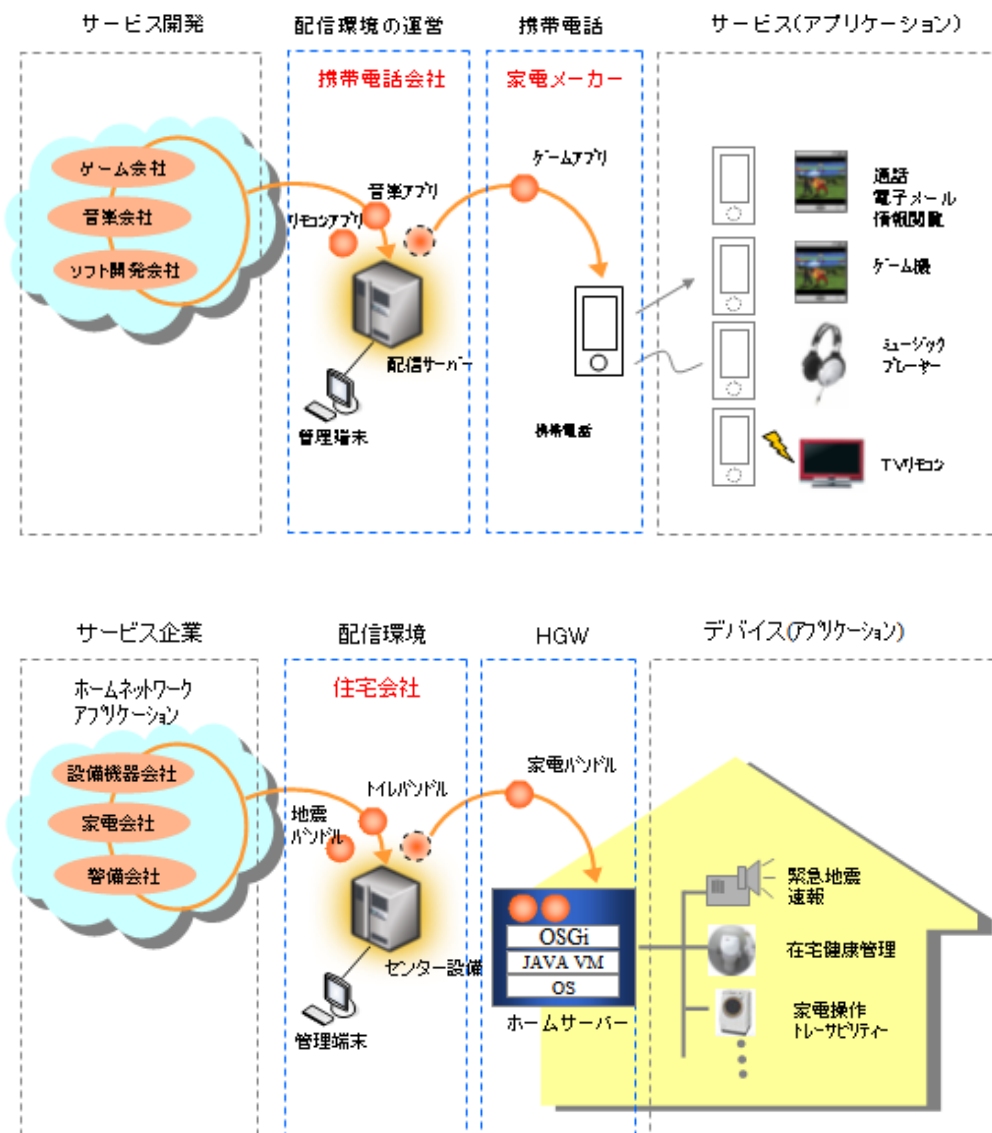 サービス開発
配信環境の運営
携帯電話
サービス(アプリケーション)
携帯電話会社
家電メーカー
ゲーム会社
音楽会社
ソフト開発会社
音楽アプリ
リモコンアプリ
ゲームアプリ
配信サーバー
管理端末
携帯電話
通話
電子メール
情報閲覧
ゲーム機
ミュージック
プレーヤー
TVリモコン
サービス企業
配信環境
HGW
デバイス(アプリケーション)
ホームネットワーク
アプリケーション
住宅会社
設備機器会社
家電会社
警備会社
トイレバンドル
地震
バンドル
家電バンドル
センター設備
管理端末
OSGi
JAVA VM
OS
ホームサーバー
緊急地震
速報
在宅健康管理
家電操作
トレーサビリティー